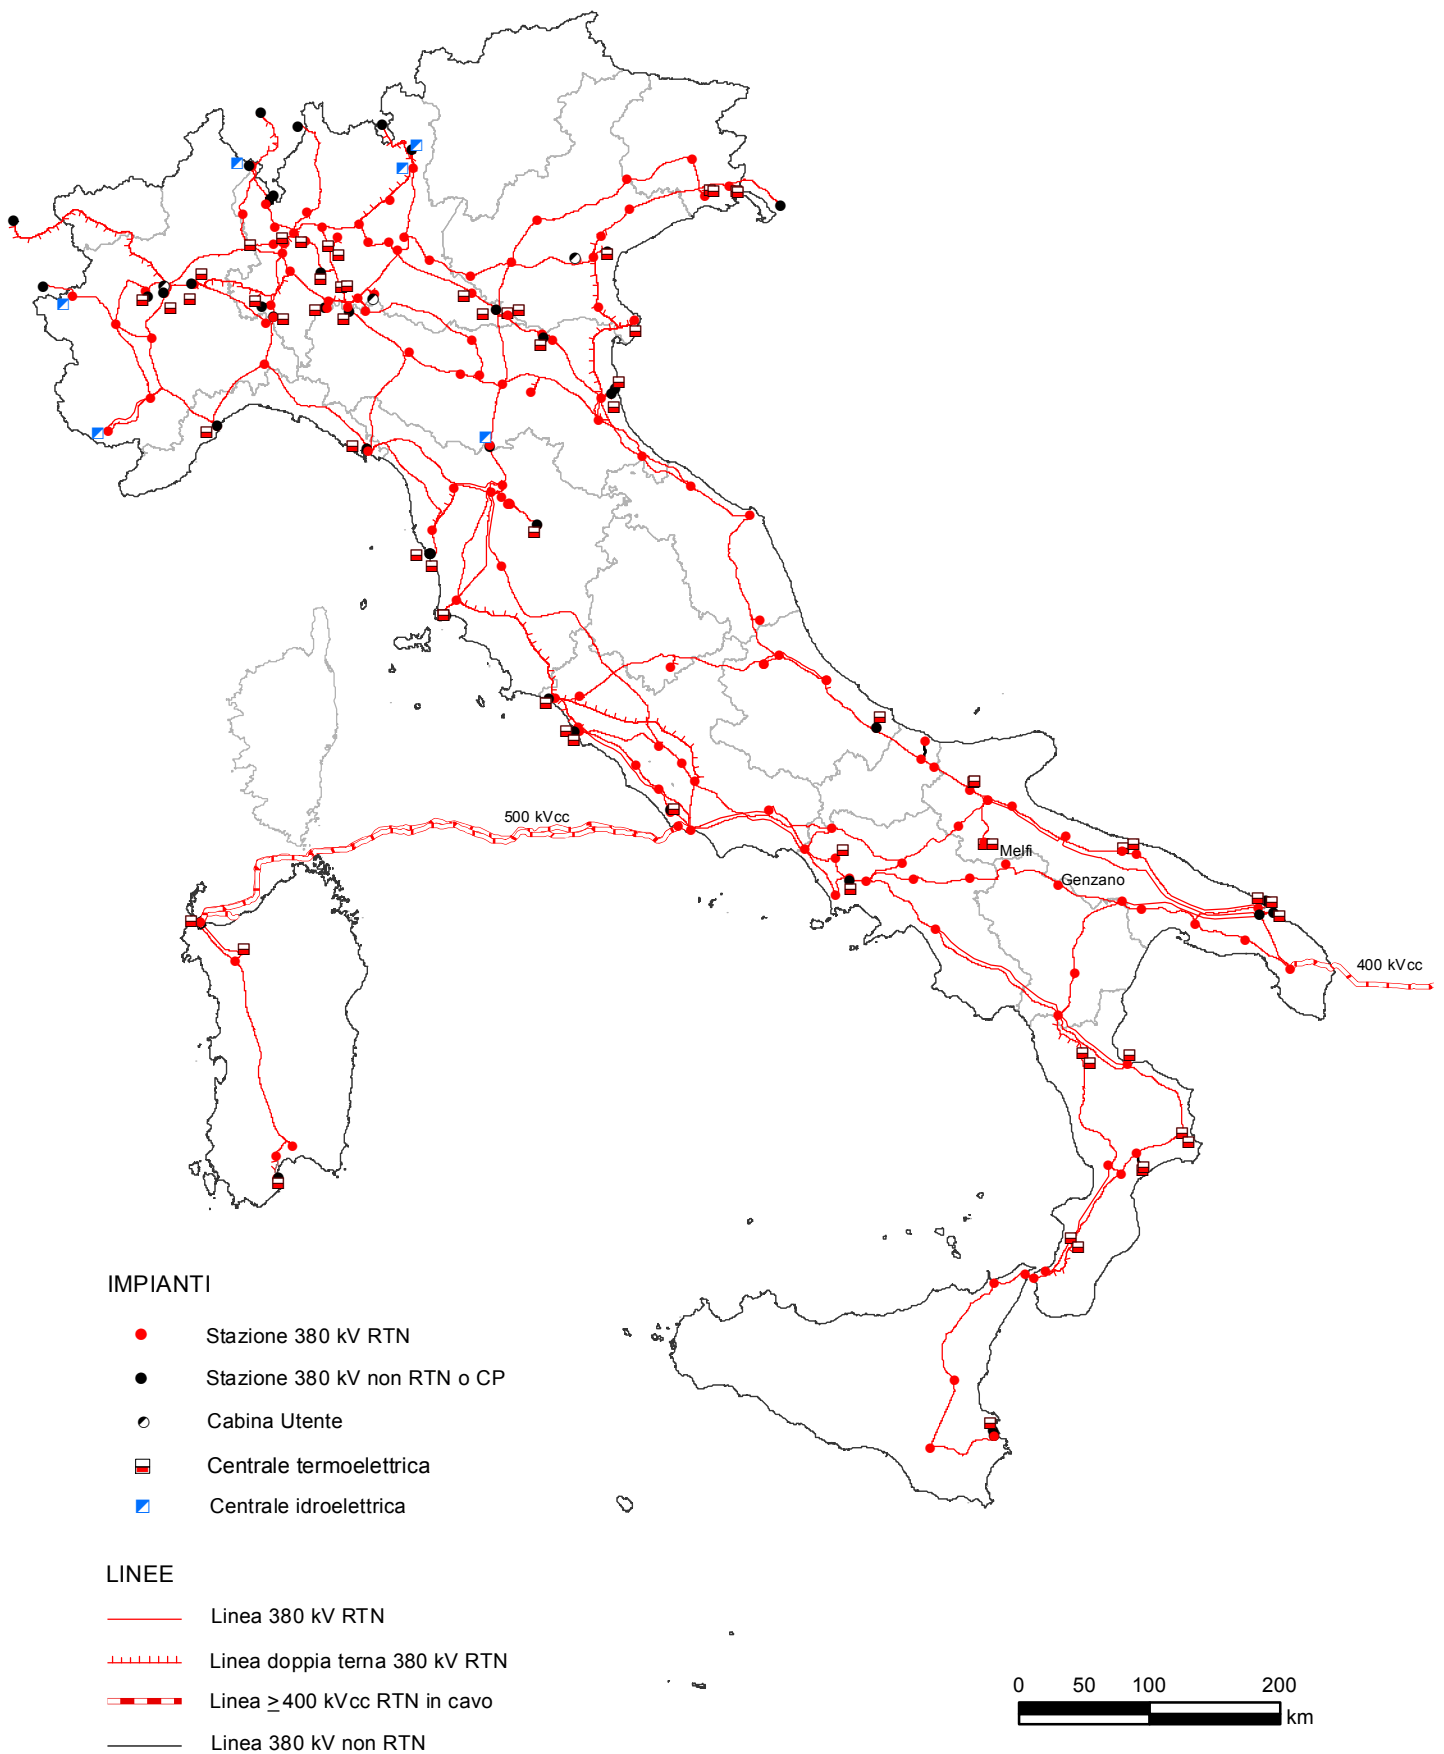 500 kVcc
Melfi
Genzano
400 kVcc
IMPIANTI
Stazione 380 kV RTN
Stazione 380 kV non RTN o CP
Cabina Utente
Centrale termoelettrica
Centrale idroelettrica
LINEE
Linea 380 kV RTN
Linea doppia terna 380 kV RTN
Linea ≥400 kVcc RTN in cavo
Linea 380 kV non RTN
0 50 100 200
km